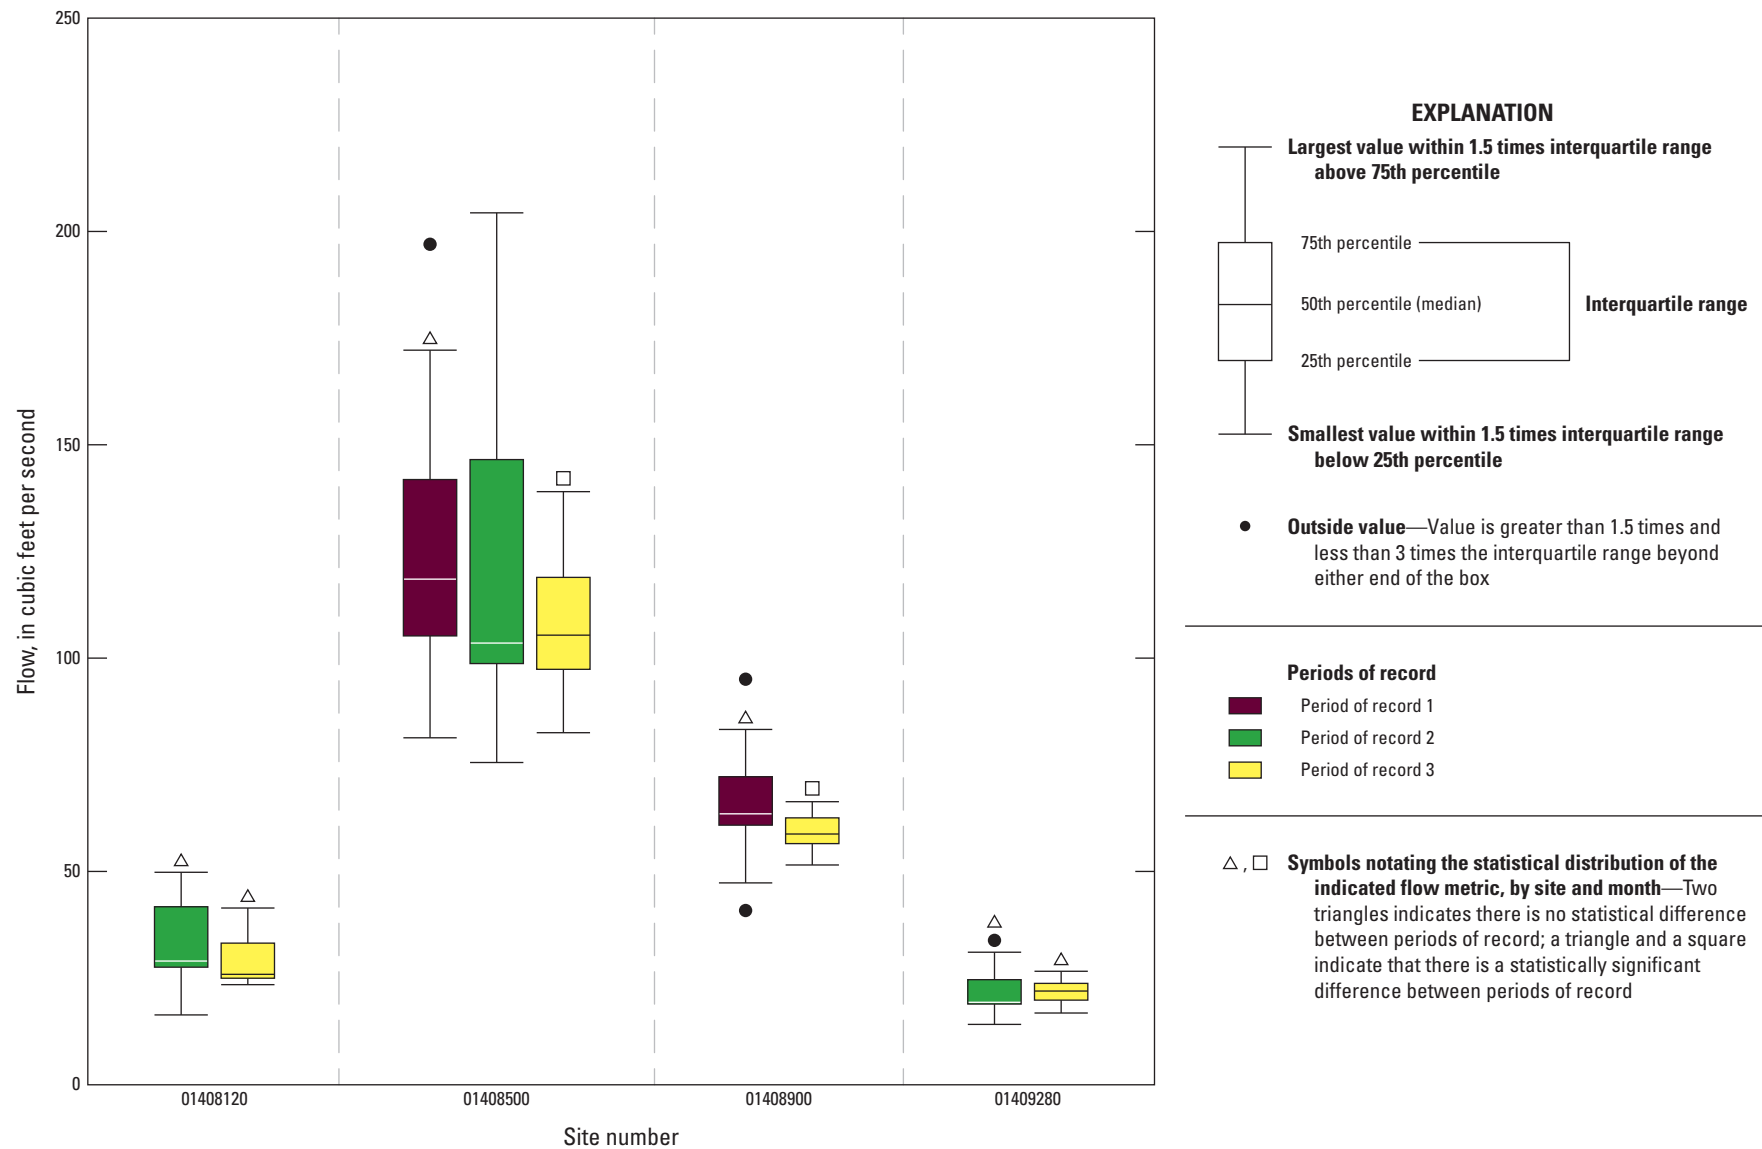 250
200
150
100
50
0
Flow, in cubic feet per second
01408120
01408500
01408900
01409280
Site number
EXPLANATION
Largest value within 1.5 times interquartile range
above 75th percentile
75th percentile
50th percentile (median)
Interquartile range
25th percentile
Smallest value within 1.5 times interquartile range
below 25th percentile
Outside value—Value is greater than 1.5 times and
less than 3 times the interquartile range beyond
either end of the box
Periods of record
Period of record 1
Period of record 2
Period of record 3
Symbols notating the statistical distribution of the
indicated flow metric, by site and month—Two
triangles indicates there is no statistical difference
between periods of record; a triangle and a square
indicate that there is a statistically significant
difference between periods of record